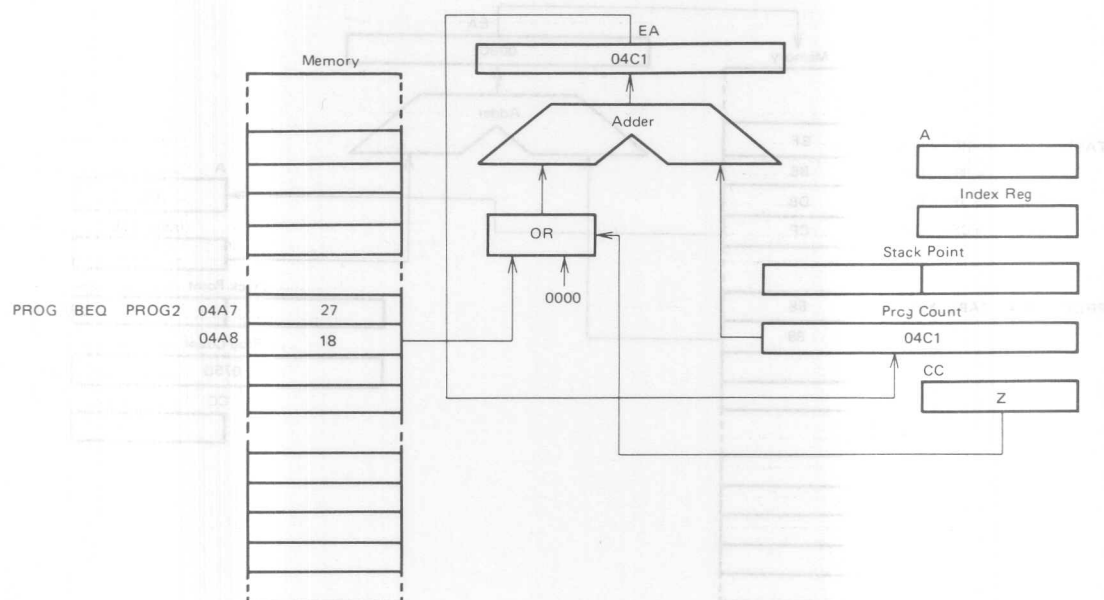 EA
04C1
Memory
Adder
A
Index Reg
OR
Stack Point
0000
PROG BEQ PROG2 04A7 27
Prog Count
04A8 18
04C1
CC
Z